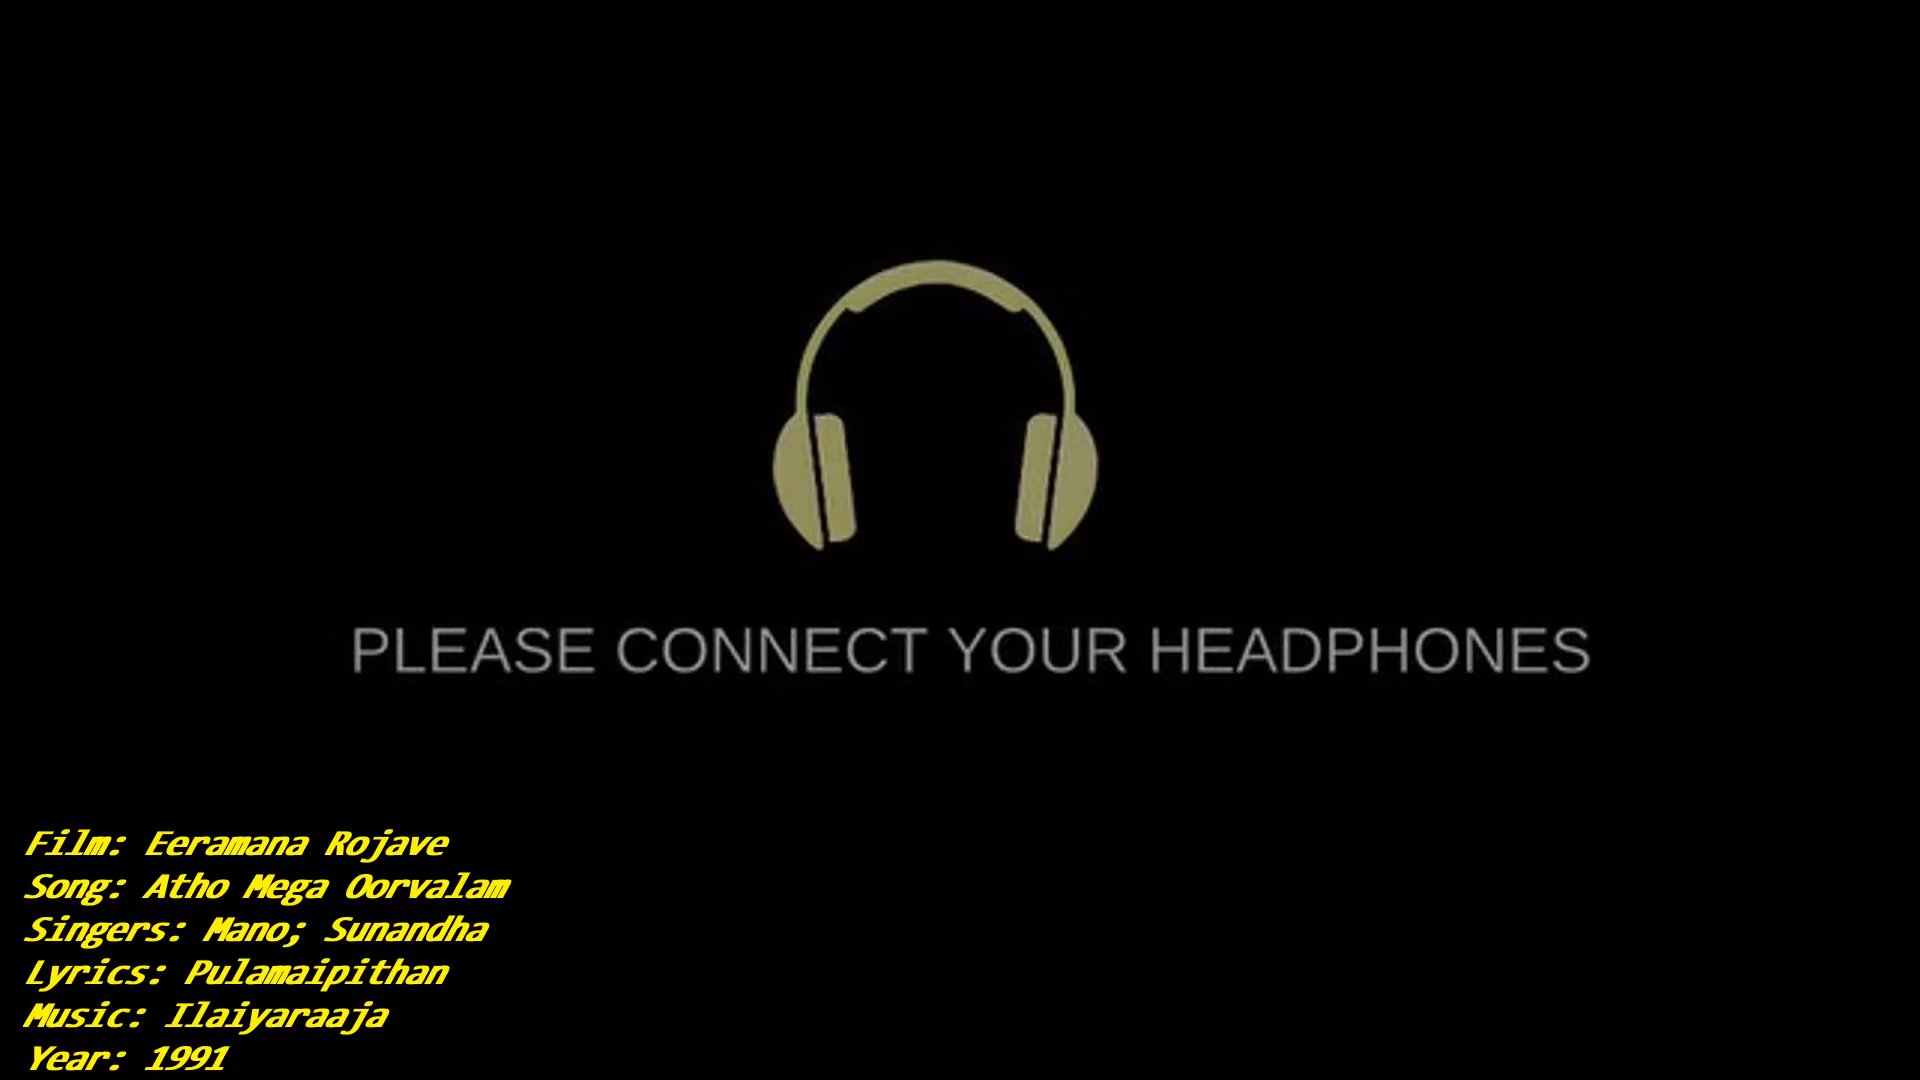 PLEASE CONNECT YOUR HEADPHONES
Film: Eeramana Rojave
Song: Atho Mega Oorvalam
Singers: Mano; Sunandha
Lyrics: Pulamaipithan
Music: Ilaiyaraaja
Year: 1991